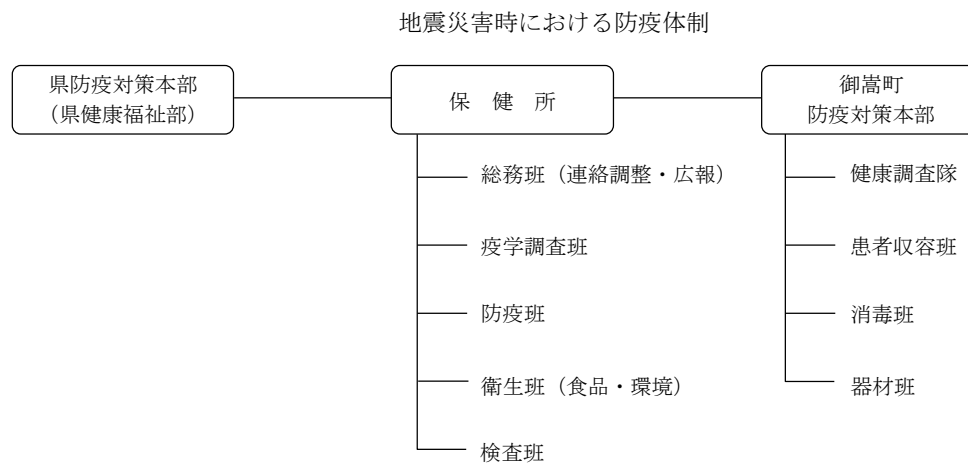 地震災害時における防疫体制
県防疫対策本部
（県健康福祉部）
保　健　所
御嵩町
防疫対策本部
総務班（連絡調整・広報）
疫学調査班
防疫班
衛生班（食品・環境）
検査班
健康調査隊
患者収容班
消毒班
器材班